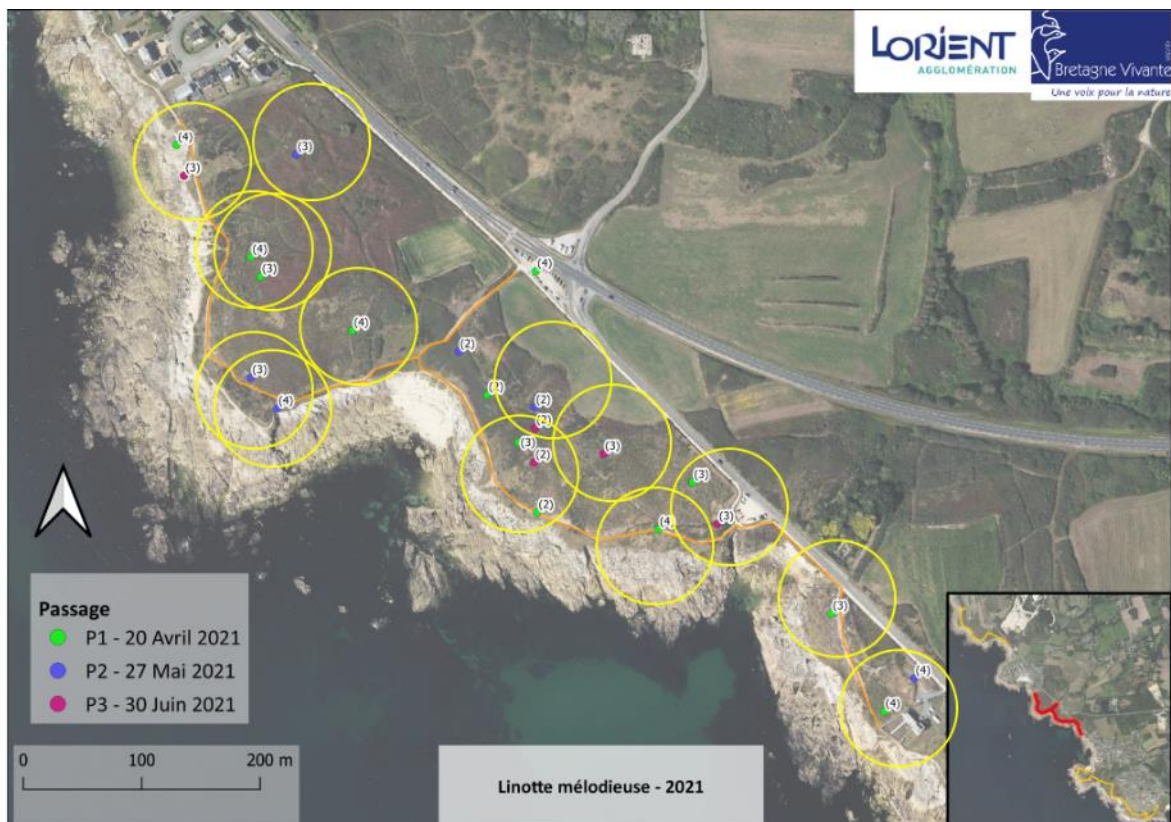 LORIENT
AGGLOMÉRATION
Bretagne Vivante
Une voix pour la nature
(4)
(3)
(3)
(4)
(3)
(4)
(4)
(3)
(4)
(2)
(2)
(2)
(2)
(3)
(3)
(2)
(3)
(2)
(4)
(3)
(3)
(4)
(4)
Passage
P1 - 20 Avril 2021
P2 - 27 Mai 2021
P3 - 30 Juin 2021
0 100 200 m
Linotte mélodieuse - 2021